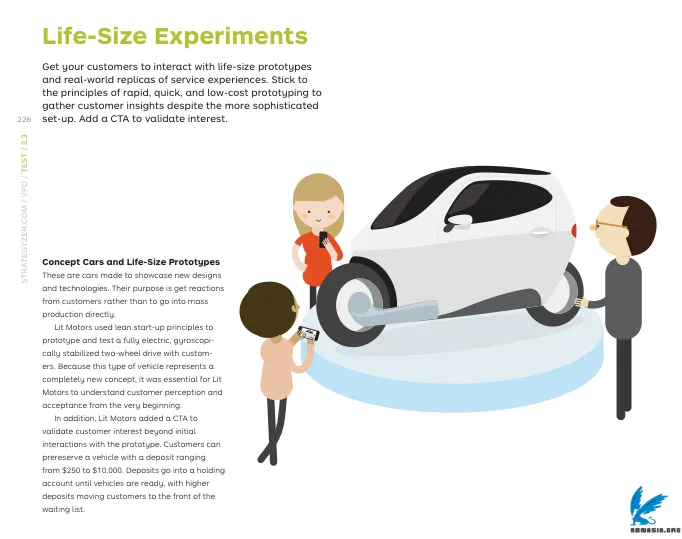 Life-Size Experiments
Get your customers to interact with life-size prototypes
and real-world replicas of service experiences. Stick to
the principles of rapid, quick, and low-cost prototyping to
gather customer insights despite the more sophisticated
set-up. Add a CTA to validate interest.
226
STRATEGYZER.COM / VPD / TEST / 3.3
Concept Cars and Life-Size Prototypes
These are cars made to showcase new designs
and technologies. Their purpose is get reactions
from customers rather than to go into mass
production directly.
Lit Motors used lean start-up principles to
prototype and test a fully electric, gyroscopi-
cally stabilized two-wheel drive with custom-
ers. Because this type of vehicle represents a
completely new concept, it was essential for Lit
Motors to understand customer perception and
acceptance from the very beginning.
In addition, Lit Motors added a CTA to
validate customer interest beyond initial
interactions with the prototype. Customers can
prereserve a vehicle with a deposit ranging
from $250 to $10,000. Deposits go into a holding
account until vehicles are ready, with higher
deposits moving customers to the front of the
waiting list.
ABNASIA.ORG